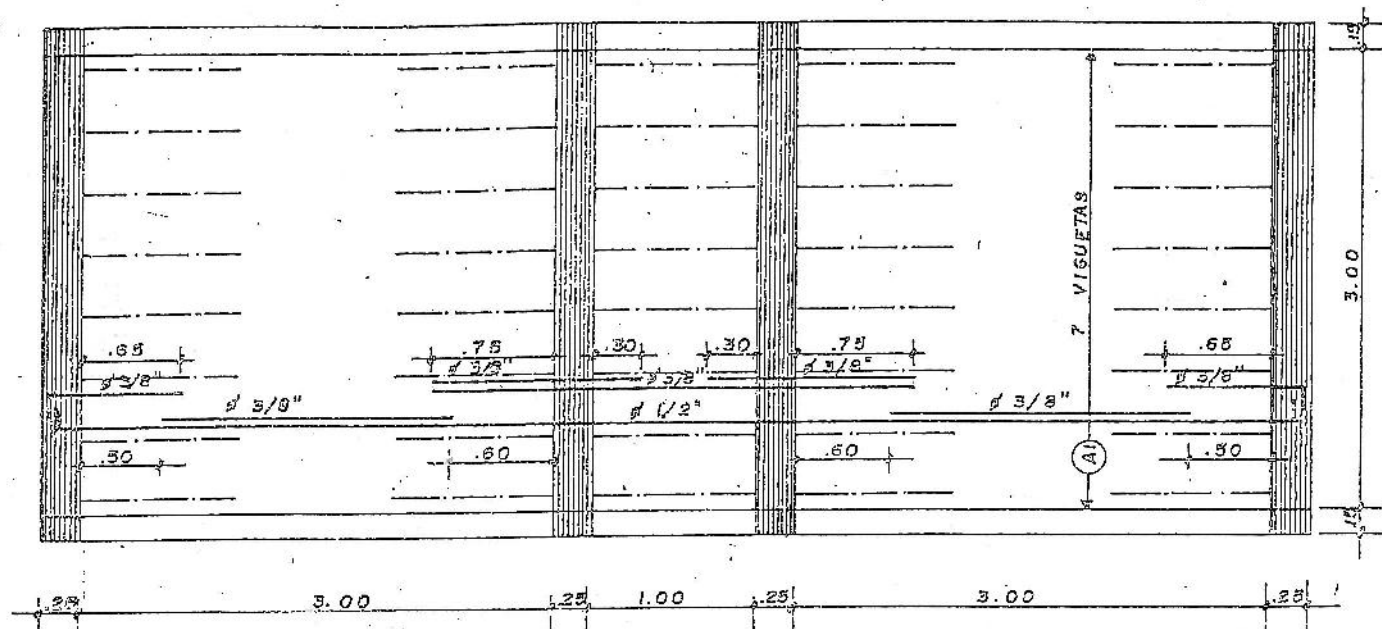 .15
7 VIGUETAS
3.00
.65 .75 .30 .30 .75 .65
ø 3/8" ø 3/8" ø 3/8" ø 3/8" ø 3/8"
ø 3/8" ø 1/2" ø 3/8"
.50 .60 .60 A1 .50
.15
.25 3.00 .25 1.00 .25 3.00 .25